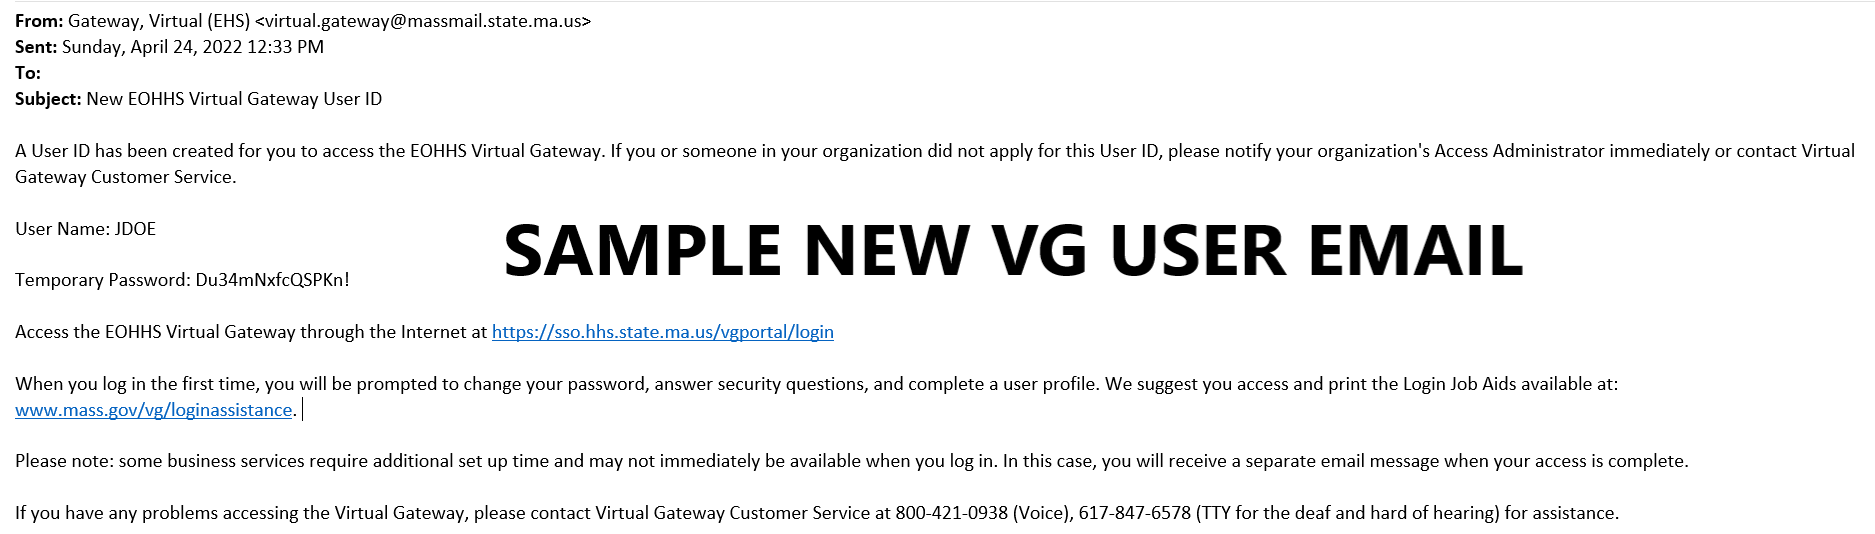 From: Gateway, Virtual (EHS) <virtual.gateway@massmail.state.ma.us>
Sent: Sunday, April 24, 2022 12:33 PM
To:
Subject: New EOHHS Virtual Gateway User ID
A User ID has been created for you to access the EOHHS Virtual Gateway. If you or someone in your organization did not apply for this User ID, please notify your organization's Access Administrator immediately or contact Virtual
Gateway Customer Service.
User Name: JDOE
SAMPLE NEW VG USER EMAIL
Temporary Password: Du34mNxfcQSPKn!
Access the EOHHS Virtual Gateway through the Internet at https://sso.hhs.state.ma.us/vgportal/login
When you log in the first time, you will be prompted to change your password, answer security questions, and complete a user profile. We suggest you access and print the Login Job Aids available at:
www.mass.gov/vg/loginassistance.
Please note: some business services require additional set up time and may not immediately be available when you log in. In this case, you will receive a separate email message when your access is complete.
If you have any problems accessing the Virtual Gateway, please contact Virtual Gateway Customer Service at 800-421-0938 (Voice), 617-847-6578 (TTY for the deaf and hard of hearing) for assistance.